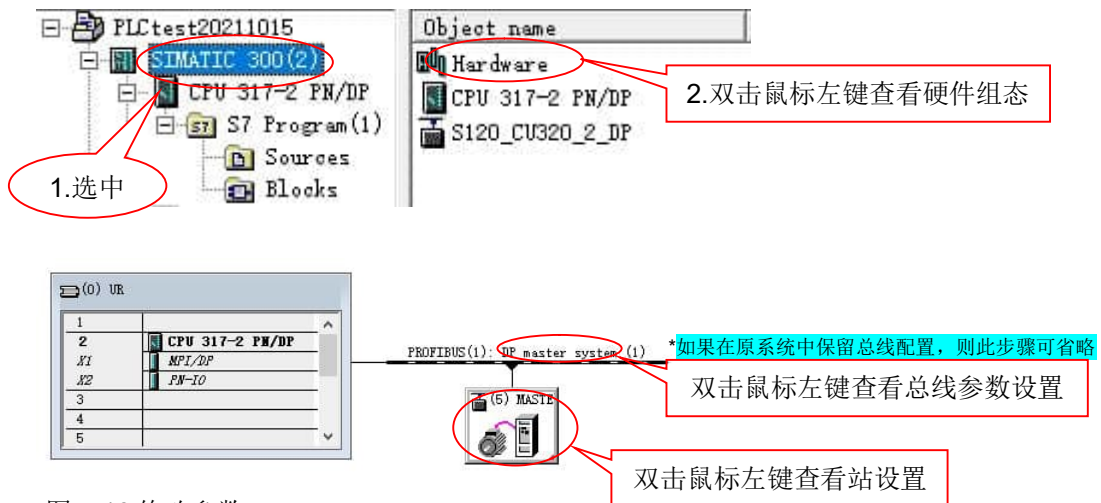 PLCtest20211015
SIMATIC 300(2)
CPU 317-2 PN/DP
S7 Program(1)
Sources
Blocks
1.选中
Object name
Hardware
CPU 317-2 PN/DP
S120_CU320_2_DP
2.双击鼠标左键查看硬件组态
(0) UR
1
2 CPU 317-2 PN/DP
X1 MPI/DP
X2 PN-IO
3
4
5
PROFIBUS(1): DP master system (1)
*如果在原系统中保留总线配置，则此步骤可省略
双击鼠标左键查看总线参数设置
(5) MASTE
双击鼠标左键查看站设置